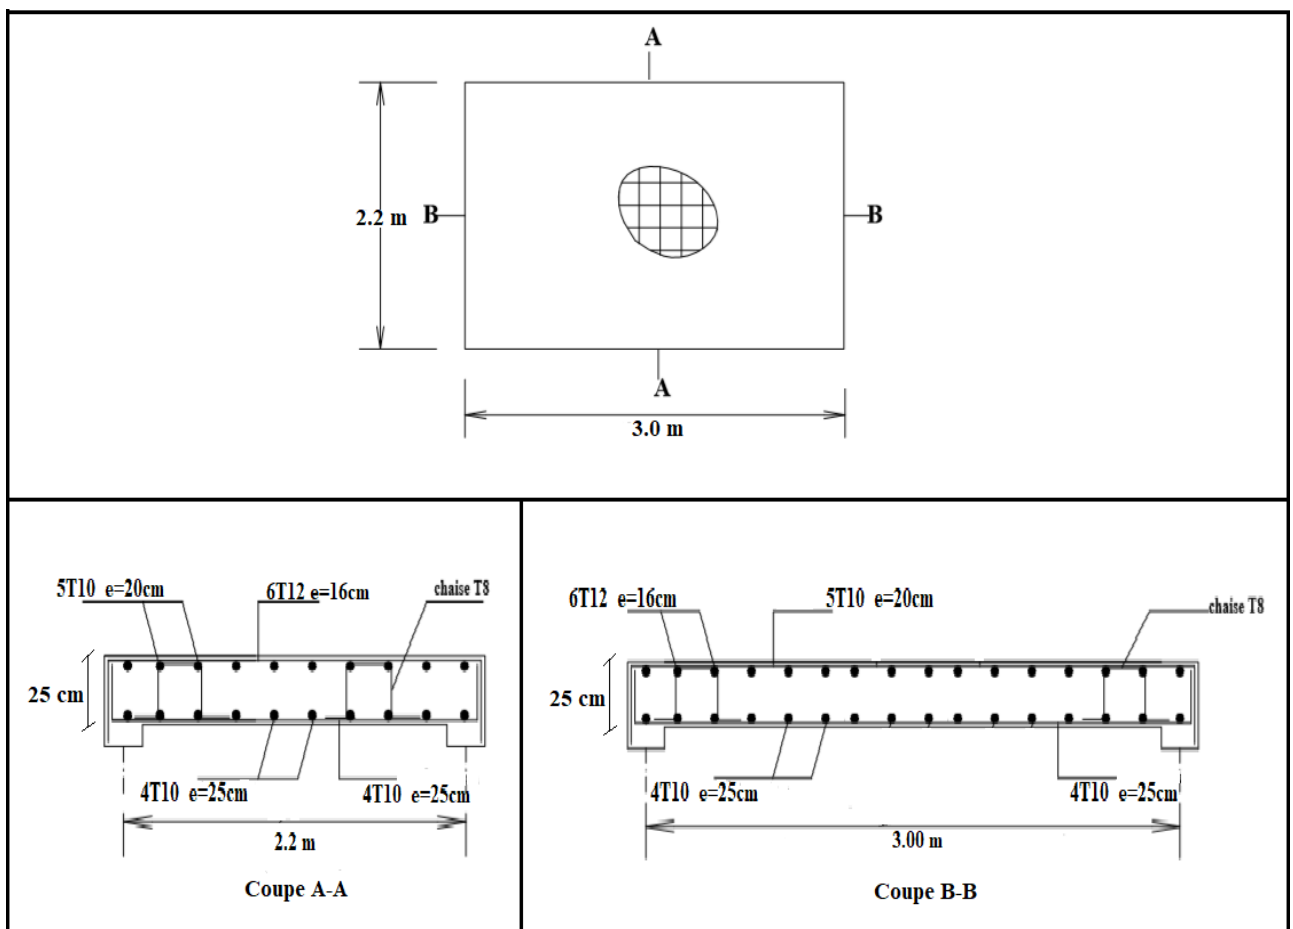 A
2.2 m
B
B
A
3.0 m
5T10 e=20cm
6T12 e=16cm
chaise T8
25 cm
4T10 e=25cm
4T10 e=25cm
2.2 m
Coupe A-A
6T12 e=16cm
5T10 e=20cm
chaise T8
25 cm
4T10 e=25cm
4T10 e=25cm
3.00 m
Coupe B-B